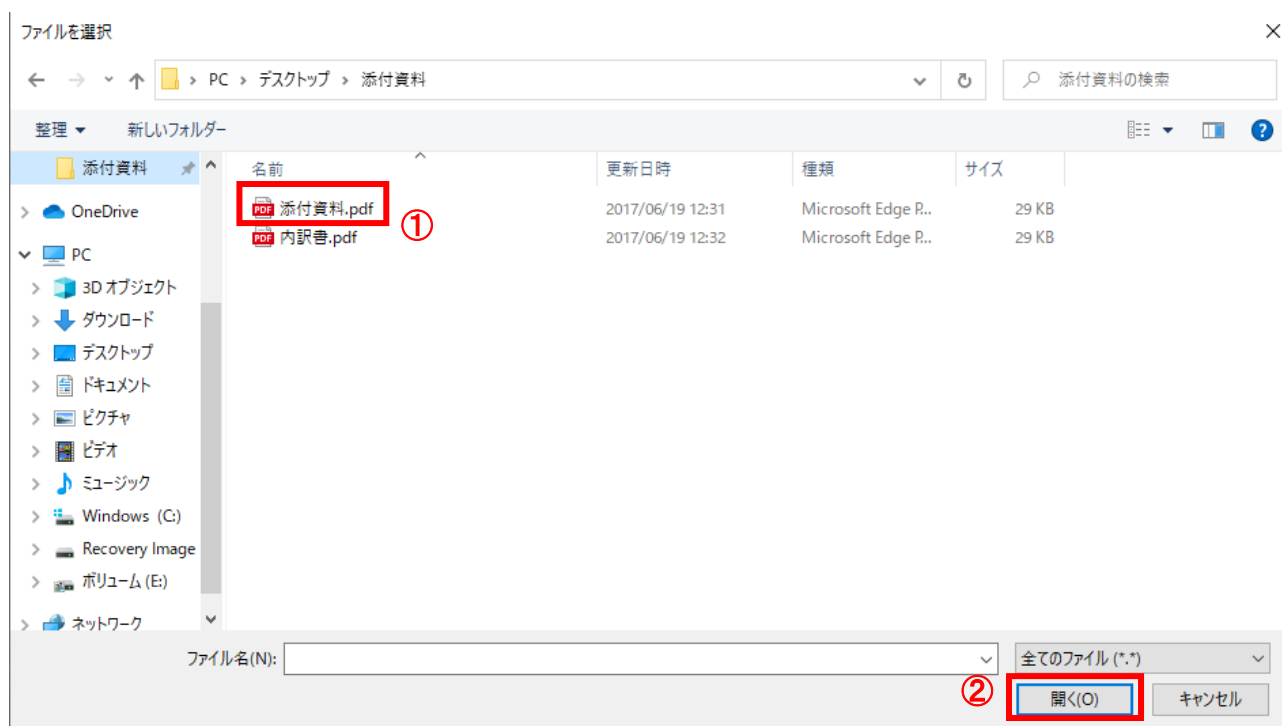 ファイルを選択
PC › デスクトップ › 添付資料
添付資料の検索
整理
新しいフォルダー
添付資料
名前
更新日時
種類
サイズ
OneDrive
PDF 添付資料.pdf
①
2017/06/19 12:31
Microsoft Edge P...
29 KB
PDF 内訳書.pdf
2017/06/19 12:32
Microsoft Edge P...
29 KB
PC
3D オブジェクト
ダウンロード
デスクトップ
ドキュメント
ピクチャ
ビデオ
ミュージック
Windows (C:)
Recovery Image
ボリューム (E:)
ネットワーク
ファイル名(N):
全てのファイル (*.*)
②
開く(O)
キャンセル